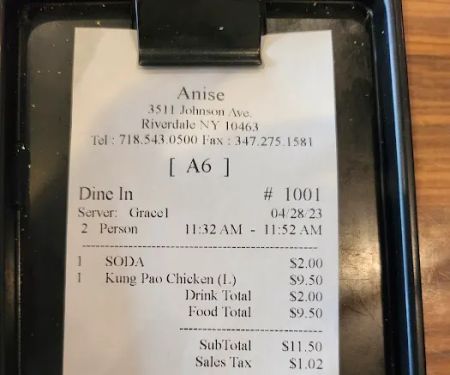 Anise
3511 Johnson Ave.
Riverdale NY 10463
Tel : 718.543.0500 Fax : 347.275.1581
[ A6 ]
Dine In # 1001
Server: Grace1 04/28/23
2 Person 11:32 AM - 11:52 AM
1 SODA $2.00
1 Kung Pao Chicken (L) $9.50
Drink Total $2.00
Food Total $9.50
SubTotal $11.50
Sales Tax $1.02